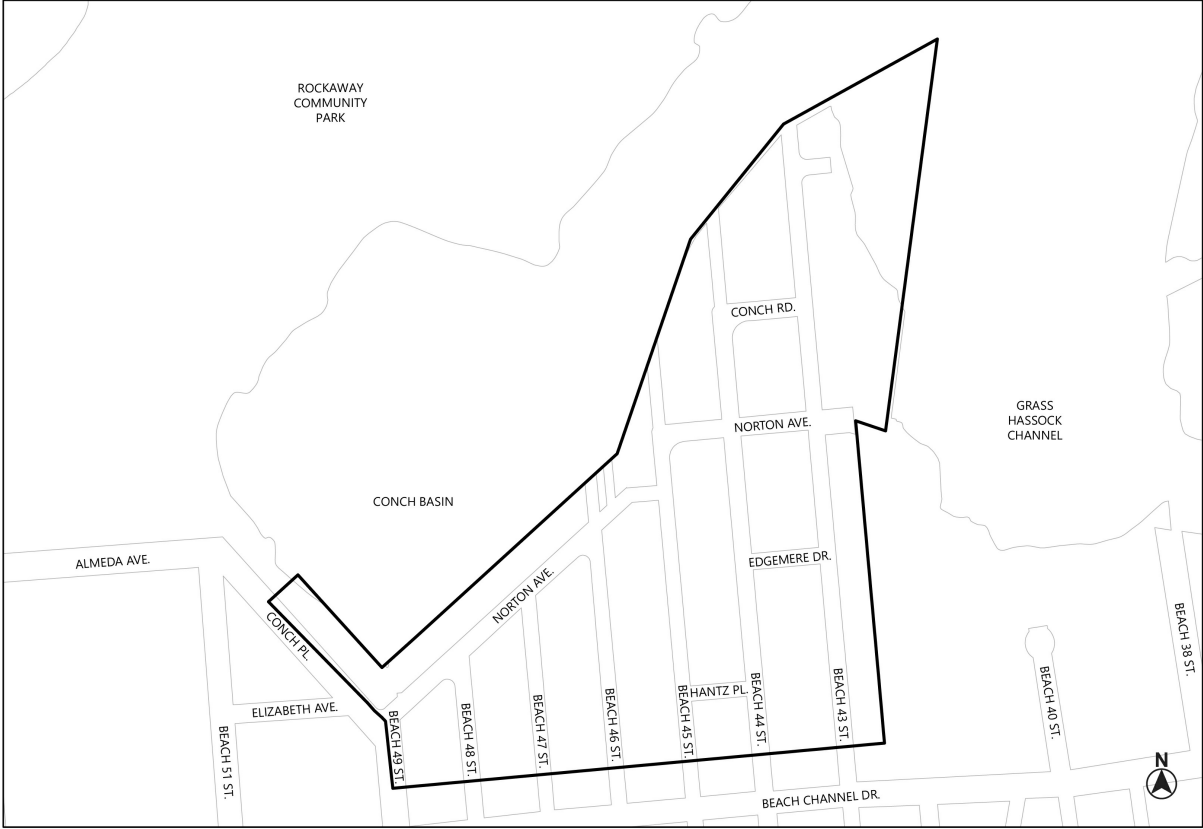 ROCKAWAY
COMMUNITY
PARK
CONCH RD.
GRASS
HASSOCK
CHANNEL
NORTON AVE.
CONCH BASIN
ALMEDA AVE.
EDGEMERE DR.
NORTON AVE.
CONCH PL.
BEACH 38 ST.
ELIZABETH AVE.
HANTZ PL.
BEACH 51 ST.
BEACH 49 ST.
BEACH 48 ST.
BEACH 47 ST.
BEACH 46 ST.
BEACH 45 ST.
BEACH 44 ST.
BEACH 43 ST.
BEACH 40 ST.
N
BEACH CHANNEL DR.